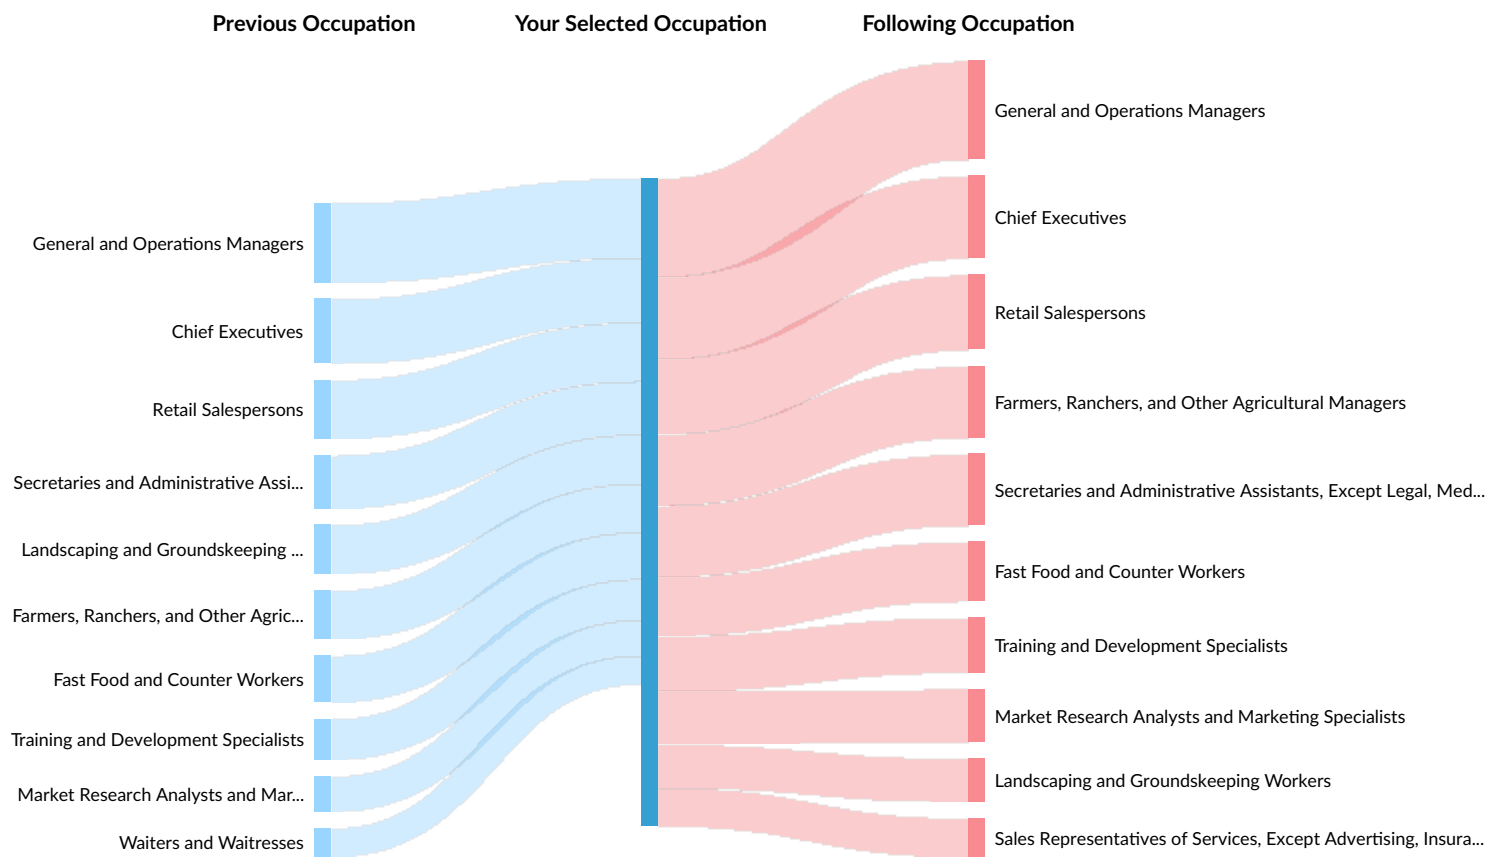 Previous Occupation
Your Selected Occupation
Following Occupation
General and Operations Managers
Chief Executives
Retail Salespersons
Secretaries and Administrative Assi...
Landscaping and Groundskeeping ...
Farmers, Ranchers, and Other Agric...
Fast Food and Counter Workers
Training and Development Specialists
Market Research Analysts and Mar...
Waiters and Waitresses
General and Operations Managers
Chief Executives
Retail Salespersons
Farmers, Ranchers, and Other Agricultural Managers
Secretaries and Administrative Assistants, Except Legal, Med...
Fast Food and Counter Workers
Training and Development Specialists
Market Research Analysts and Marketing Specialists
Landscaping and Groundskeeping Workers
Sales Representatives of Services, Except Advertising, Insura...